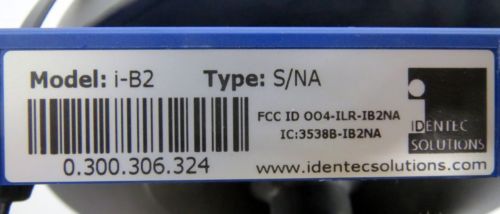 Model: i-B2 Type: S/NA
FCC ID OO4-ILR-IB2NA
IC:3538B-IB2NA
IDENTEC
SOLUTIONS
0.300.306.324
www.identecsolutions.com